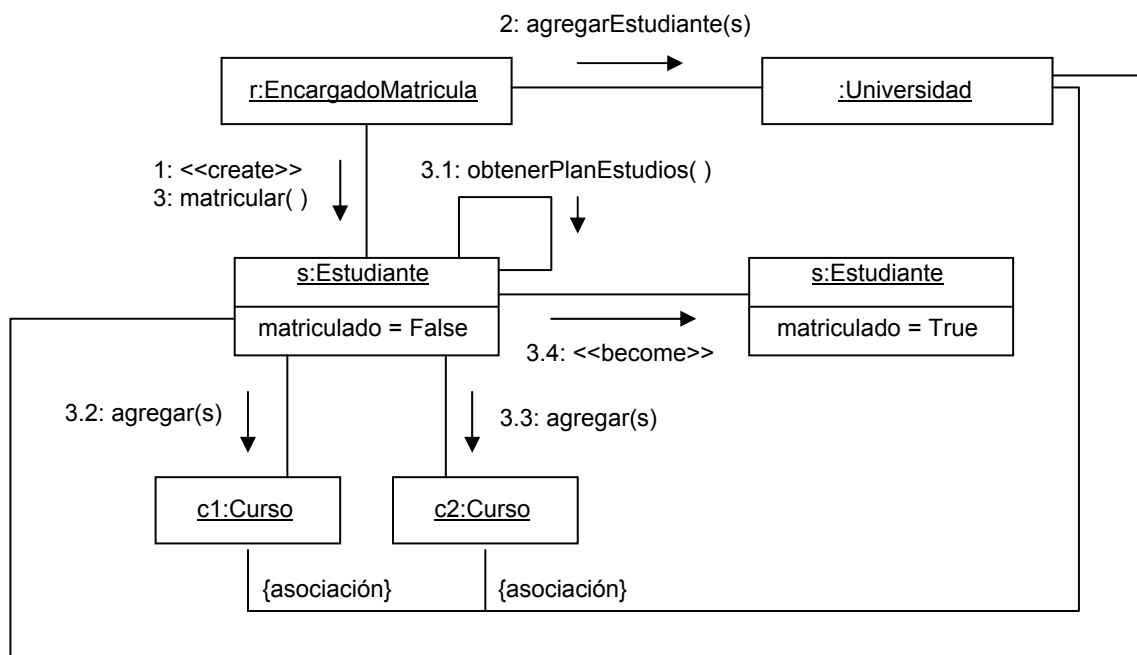 2: agregarEstudiante(s)
r:EncargadoMatricula
:Universidad
1: <<create>>
3: matricular( )
3.1: obtenerPlanEstudios( )
s:Estudiante
matriculado = False
s:Estudiante
matriculado = True
3.4: <<become>>
3.2: agregar(s)
3.3: agregar(s)
c1:Curso
c2:Curso
{asociación}
{asociación}